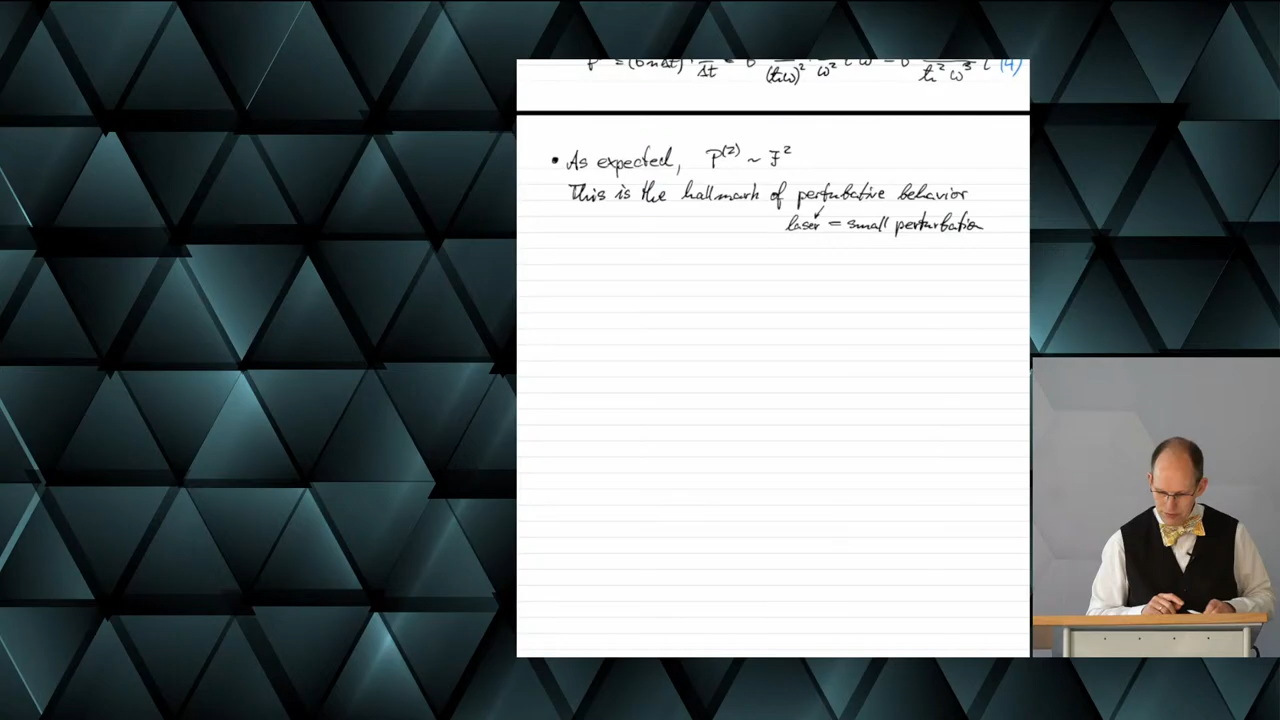 • As expected, P^(2) ~ F^2
This is the hallmark of perturbative behavior
laser = small perturbation